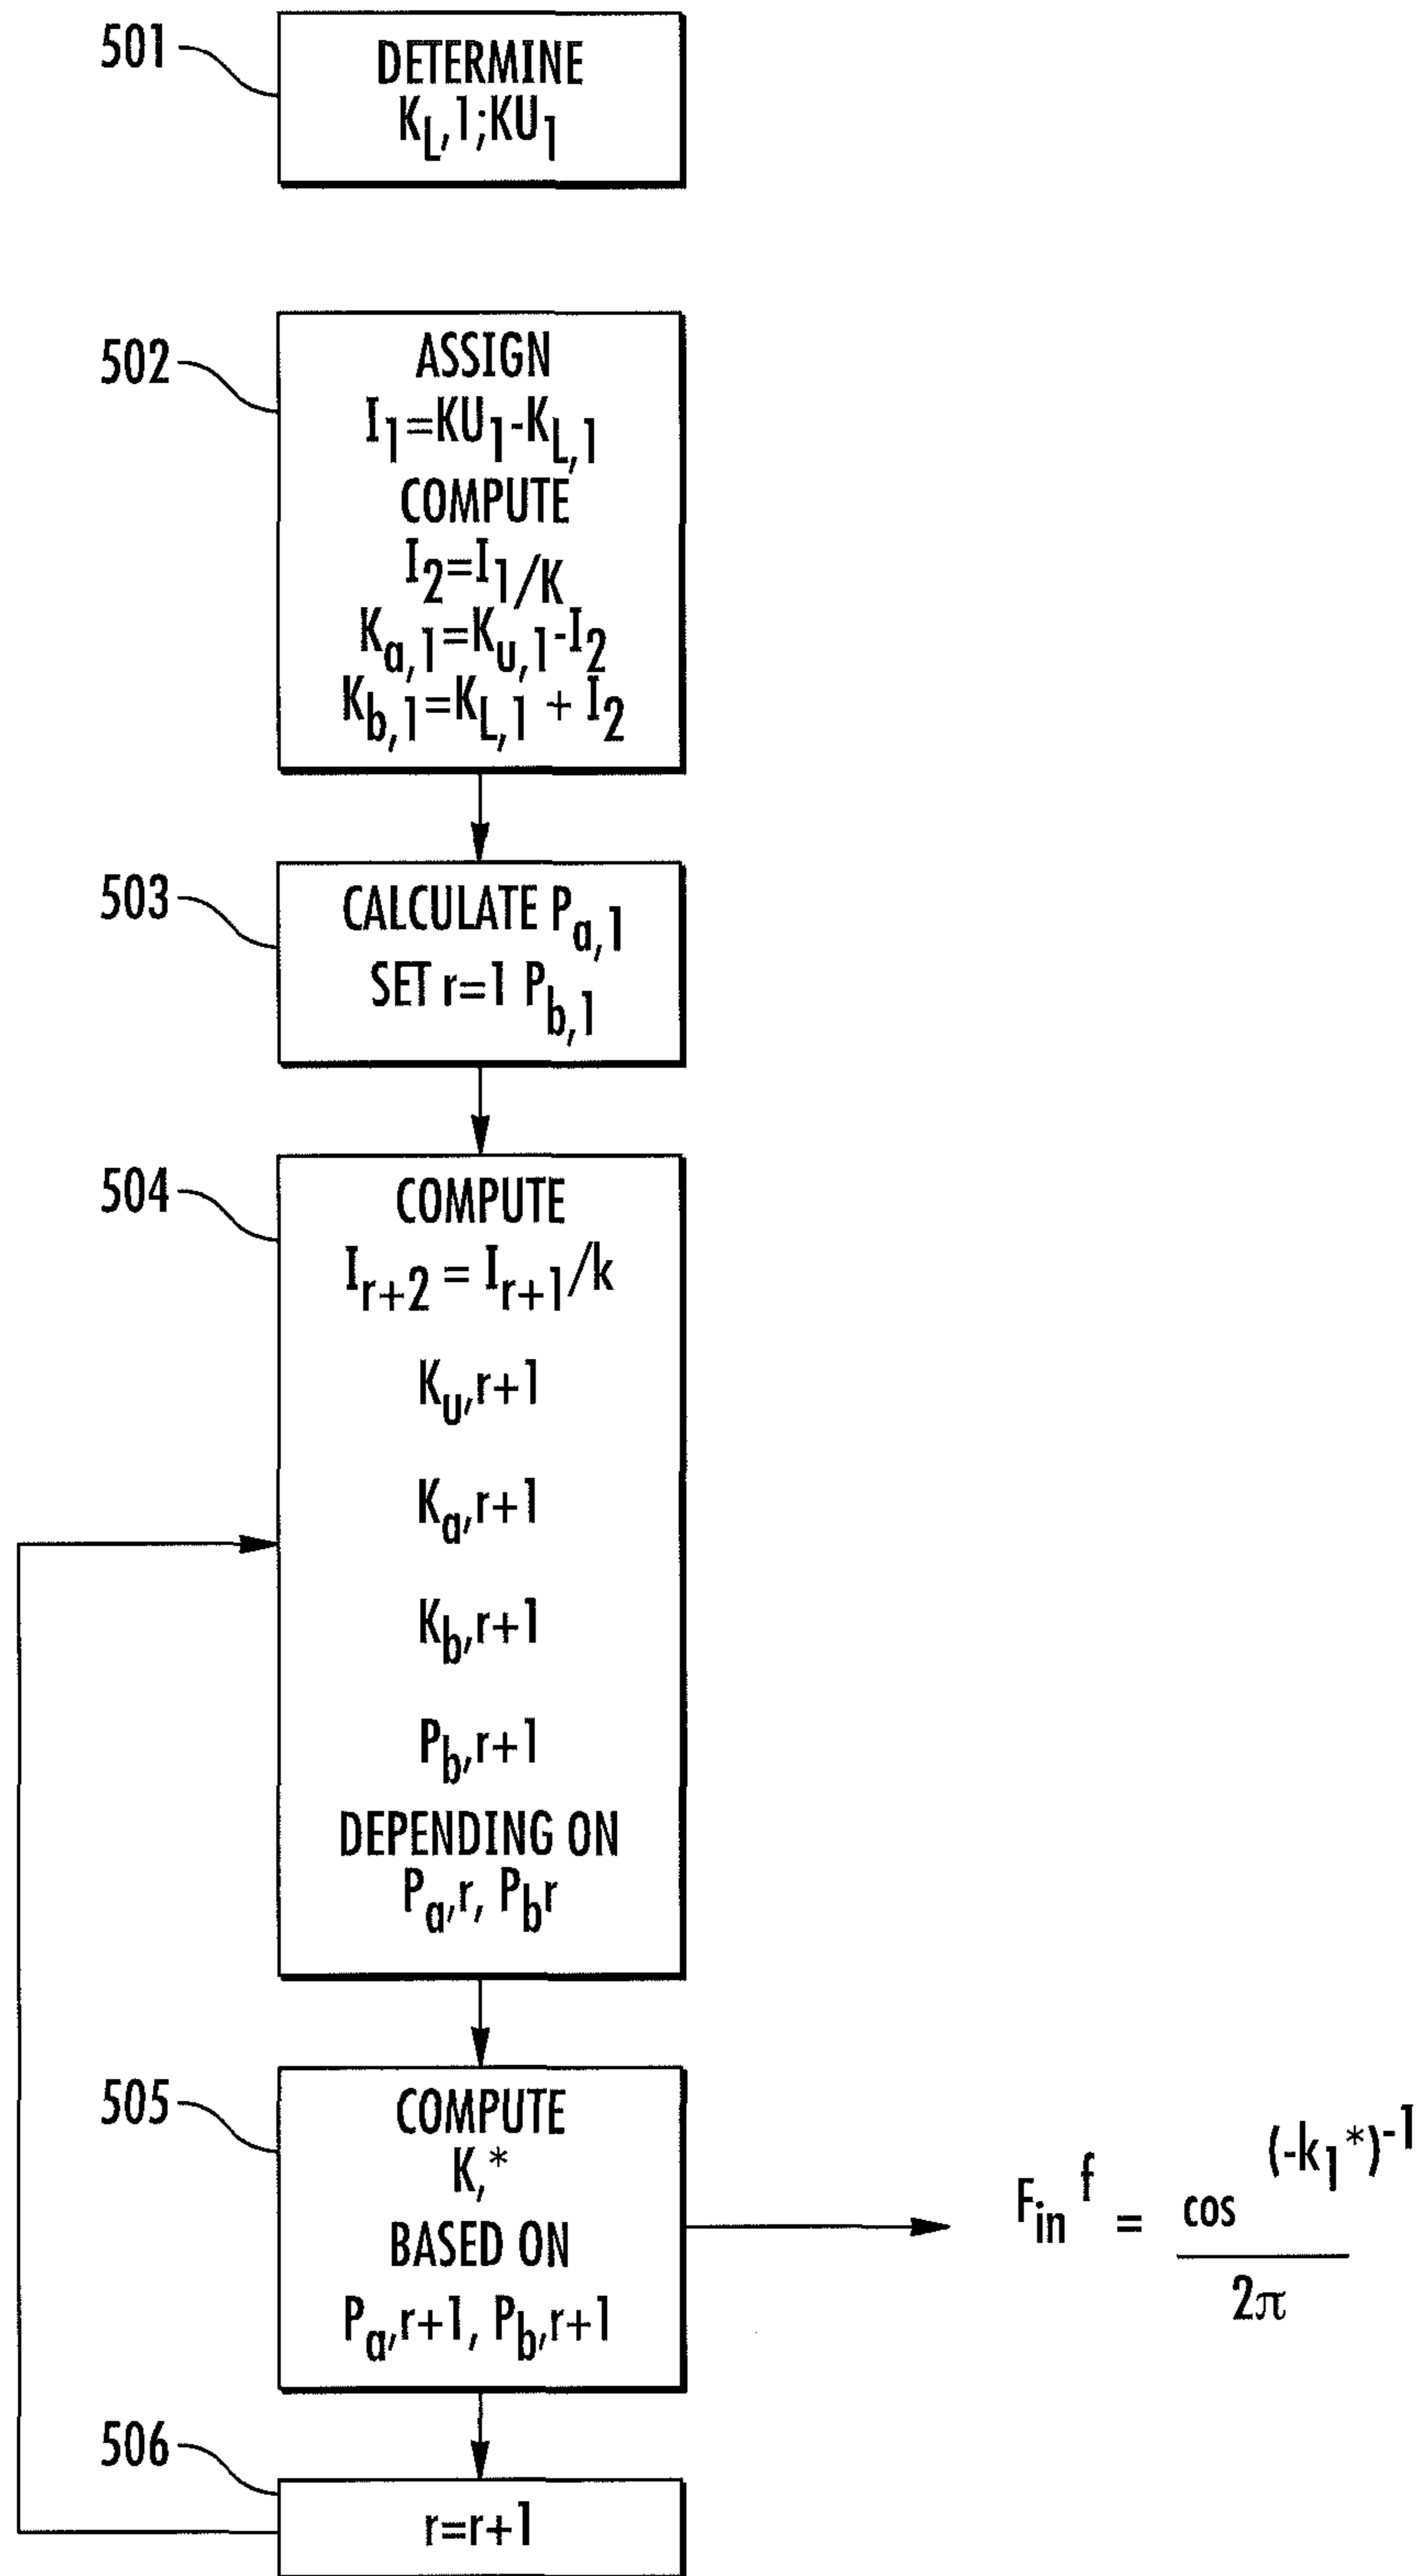 501
DETERMINE
K_L,1;KU_1
502
ASSIGN
I_1=KU_1-K_L,1
COMPUTE
I_2=I_1/K
K_a,1=K_u,1-I_2
K_b,1=K_L,1 + I_2
503
CALCULATE P_a,1
SET r=1 P_b,1
504
COMPUTE
I_r+2 = I_r+1/k
K_u,r+1
K_a,r+1
K_b,r+1
P_b,r+1
DEPENDING ON
P_a,r, P_br
505
COMPUTE
K,*
BASED ON
P_a,r+1, P_b,r+1
F_in^f = cos^(-k_1*)^-1
2π
506
r=r+1